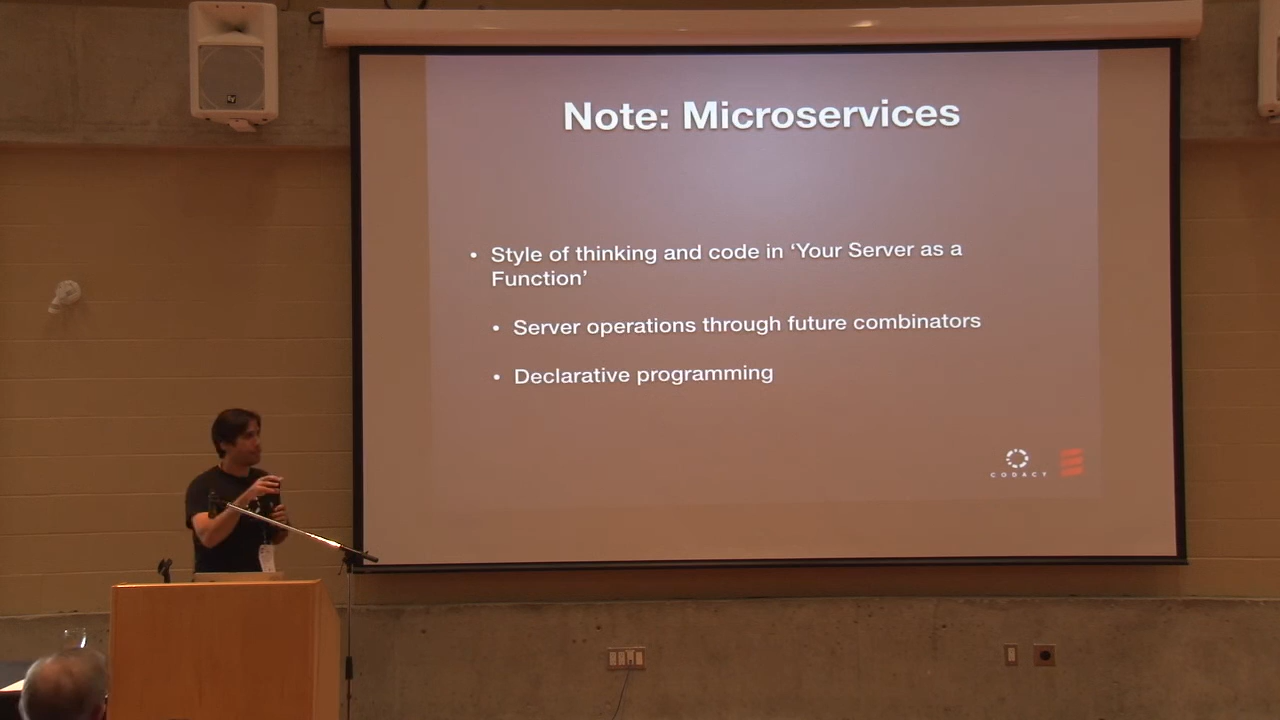 Note: Microservices
• Style of thinking and code in ‘Your Server as a
Function’
• Server operations through future combinators
• Declarative programming
CODACY